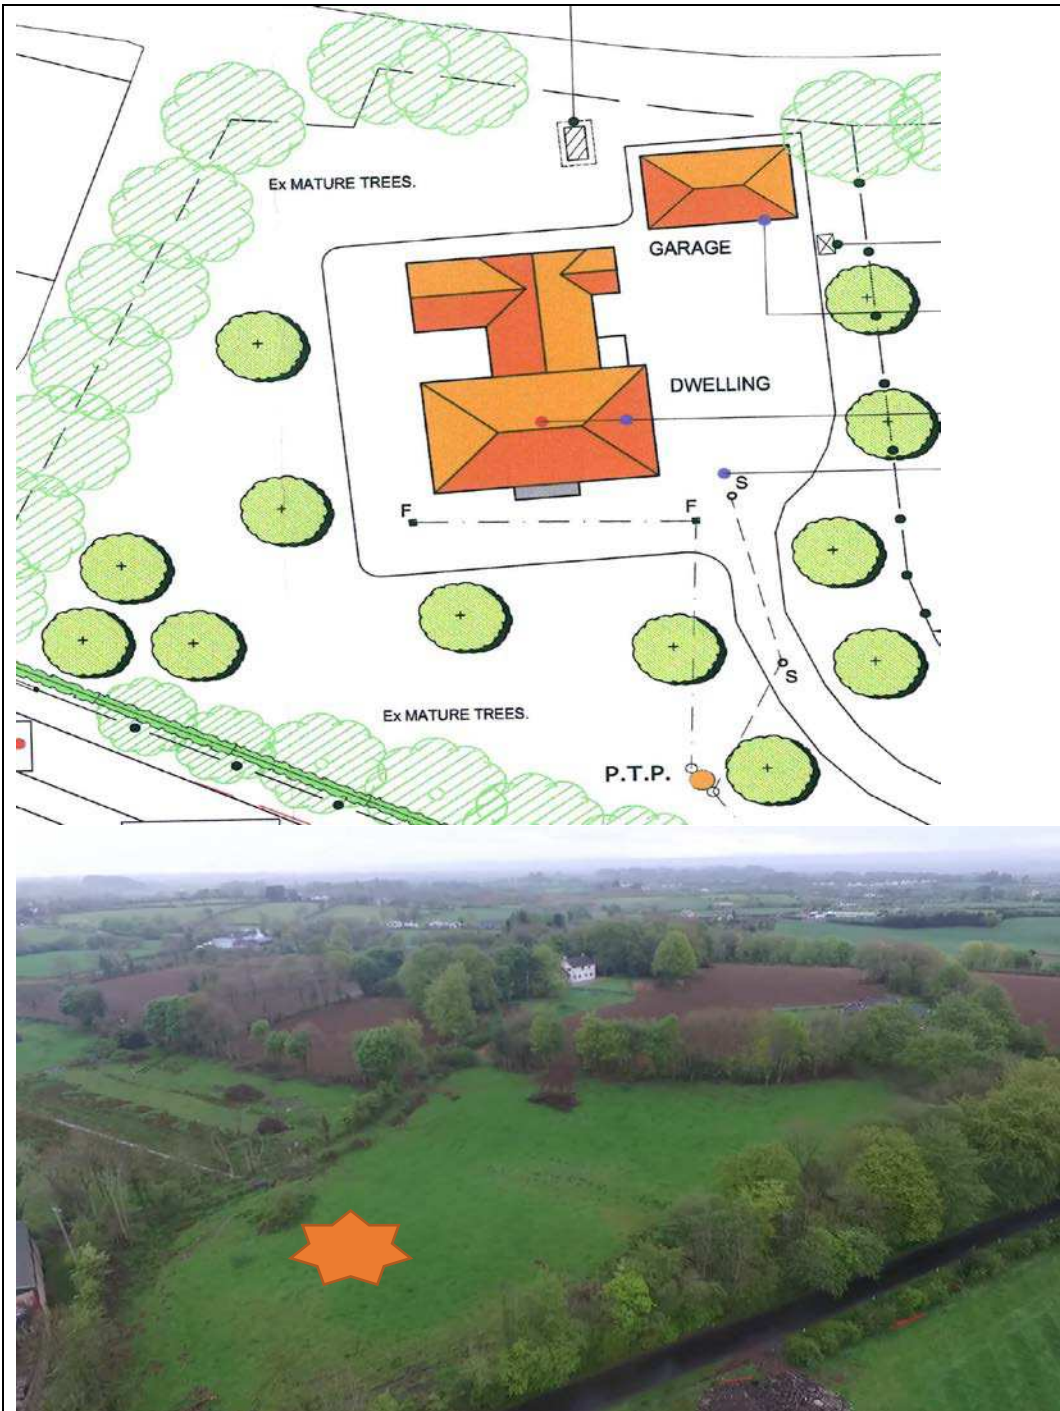 Ex MATURE TREES.
GARAGE
DWELLING
F
F
S
S
Ex MATURE TREES.
P.T.P.